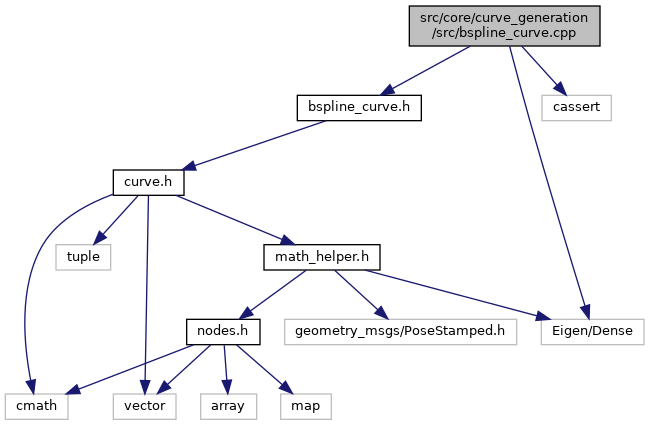 src/core/curve_generation
/src/bspline_curve.cpp
bspline_curve.h
cassert
curve.h
tuple
math_helper.h
nodes.h
geometry_msgs/PoseStamped.h
Eigen/Dense
cmath
vector
array
map